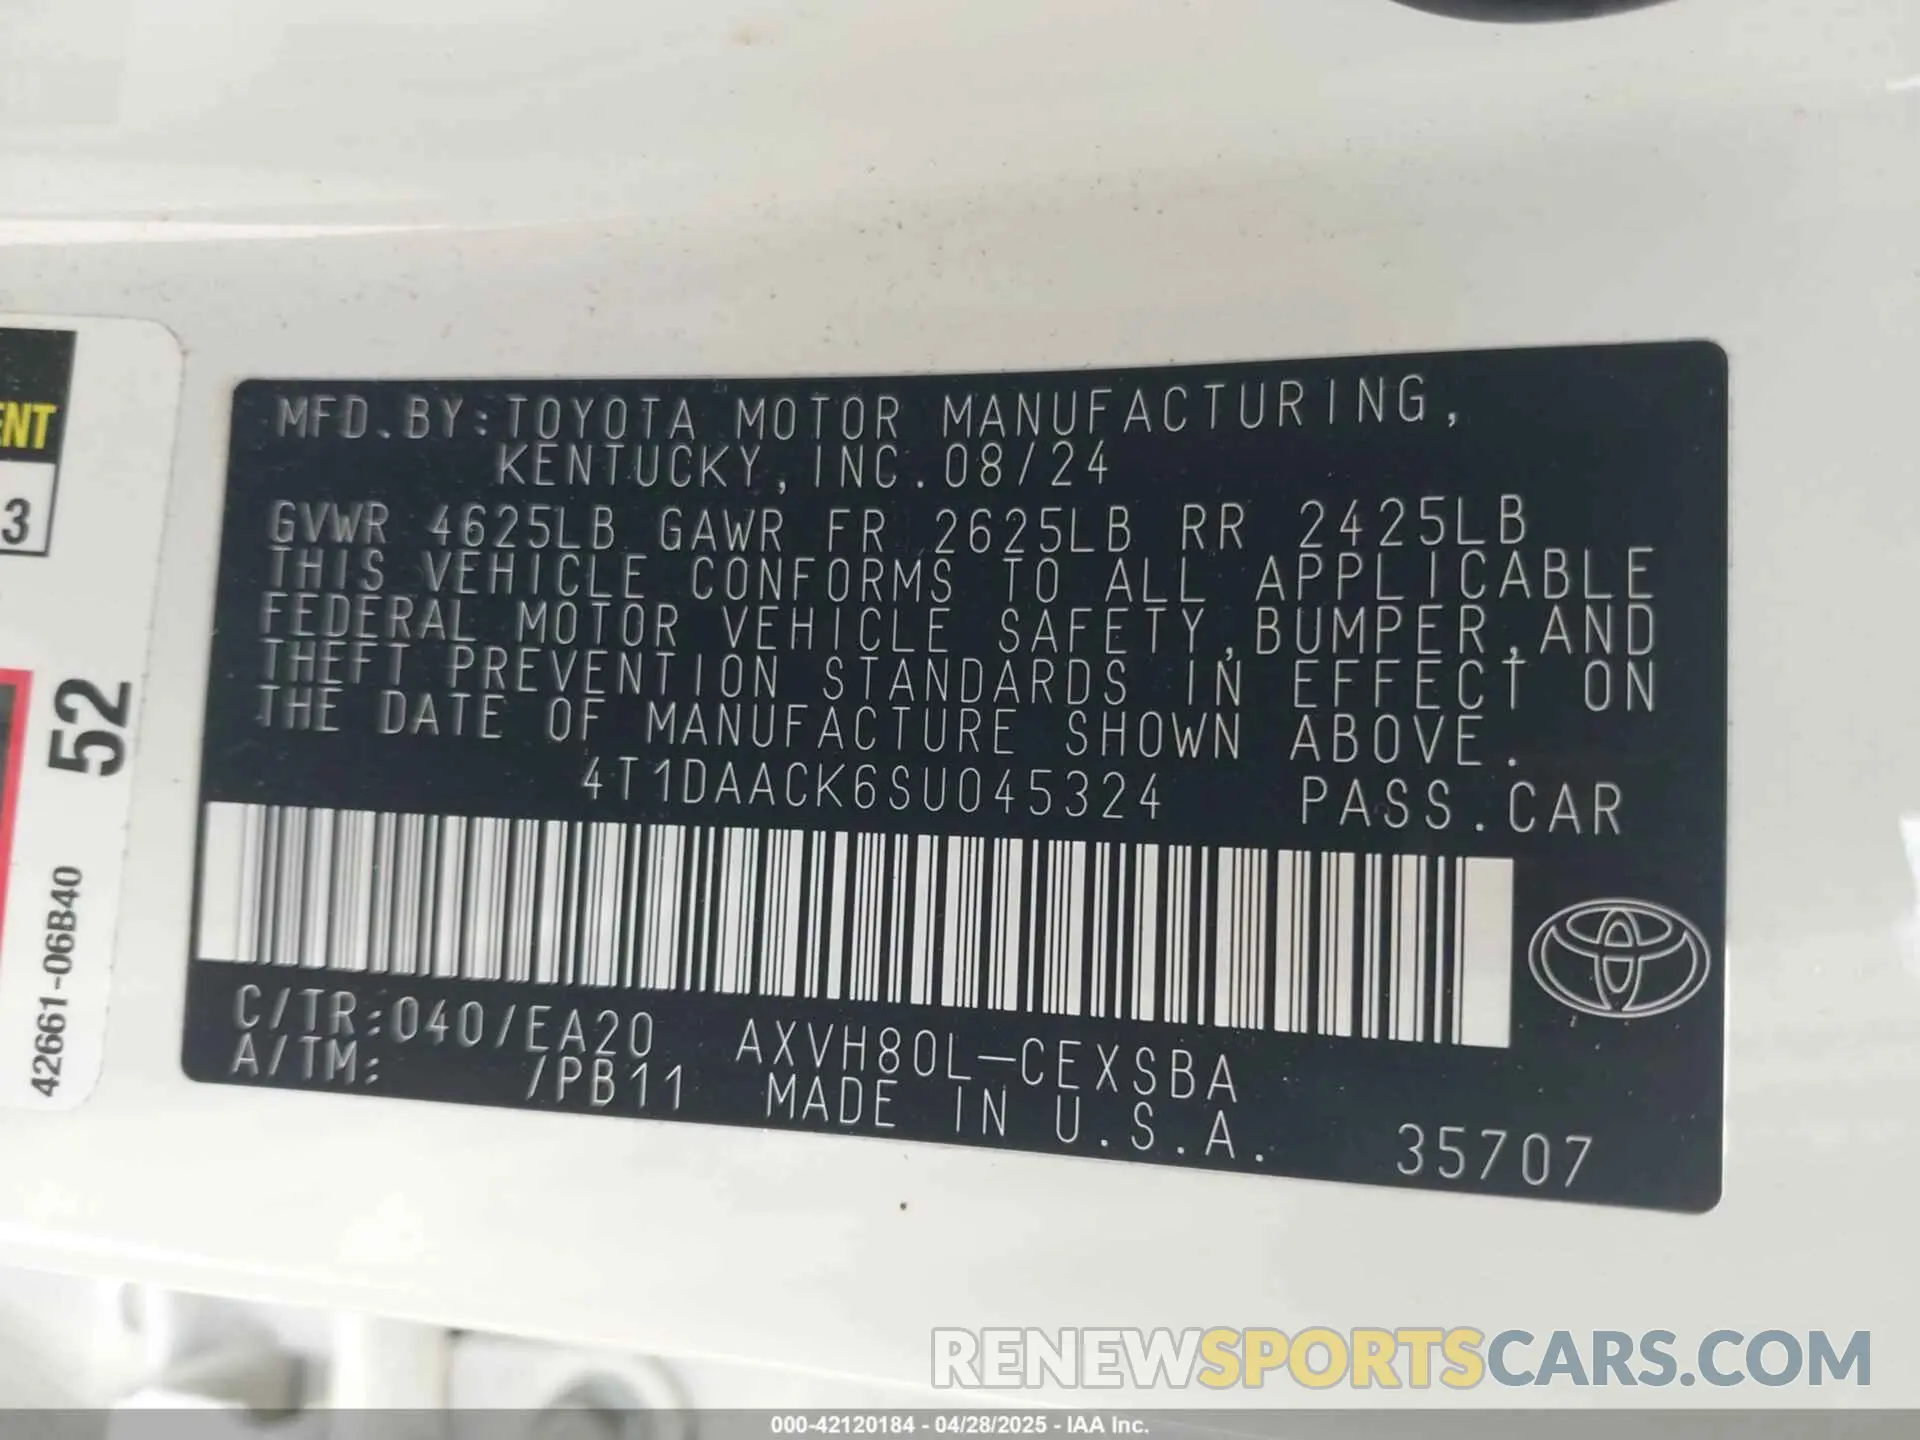 MFD.BY:TOYOTA MOTOR MANUFACTURING,
KENTUCKY, INC. 08/24
GVWR 4625LB GAWR FR 2625LB RR 2425LB
THIS VEHICLE CONFORMS TO ALL APPLICABLE
FEDERAL MOTOR VEHICLE SAFETY,BUMPER,AND
THEFT PREVENTION STANDARDS IN EFFECT ON
THE DATE OF MANUFACTURE SHOWN ABOVE.
4T1DAACK6SU045324 PASS.CAR
C/TR:040/EA20 AXVH80L-CEXSBA
A/TM: /PB11 MADE IN U.S.A. 35707
ENT
3
52
42661-06B40
RENEWSPORTSCARS.COM
000-42120184 - 04/28/2025 - IAA Inc.